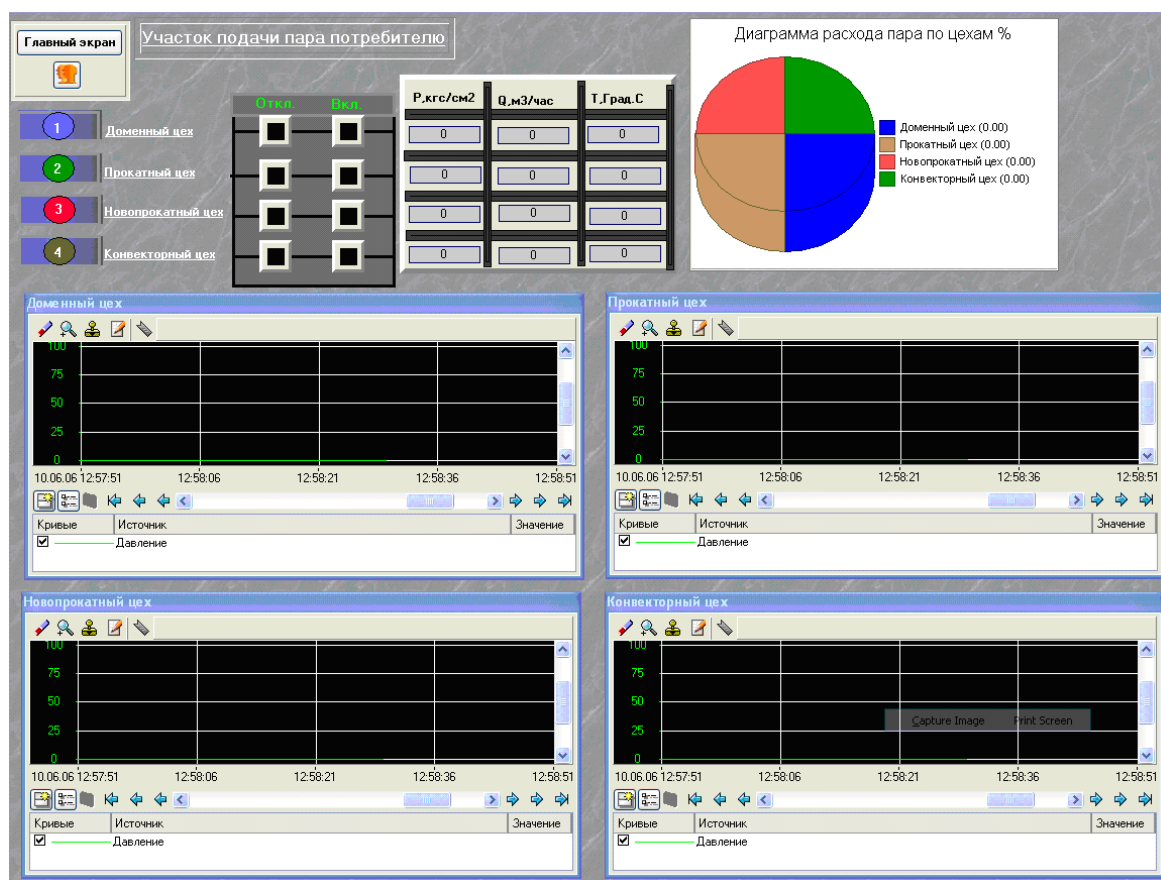 Главный экран
Участок подачи пара потребителю
1 Доменный цех
2 Прокатный цех
3 Новопрокатный цех
4 Конвекторный цех
Откл. Вкл.
P,кгс/см2 Q,м3/час T,Град.C
0 0 0
0 0 0
0 0 0
0 0 0
Диаграмма расхода пара по цехам %
Доменный цех (0.00)
Прокатный цех (0.00)
Новопрокатный цех (0.00)
Конвекторный цех (0.00)
Доменный цех
100
75
50
25
0
10.06.06 12:57:51 12:58:06 12:58:21 12:58:36 12:58:51
Кривые Источник Значение
Давление
Прокатный цех
100
75
50
25
0
10.06.06 12:57:51 12:58:06 12:58:21 12:58:36 12:58:51
Кривые Источник Значение
Давление
Новопрокатный цех
100
75
50
25
0
10.06.06 12:57:51 12:58:06 12:58:21 12:58:36 12:58:51
Кривые Источник Значение
Давление
Конвекторный цех
100
75
50
25
0
Capture Image Print Screen
10.06.06 12:57:51 12:58:06 12:58:21 12:58:36 12:58:51
Кривые Источник Значение
Давление